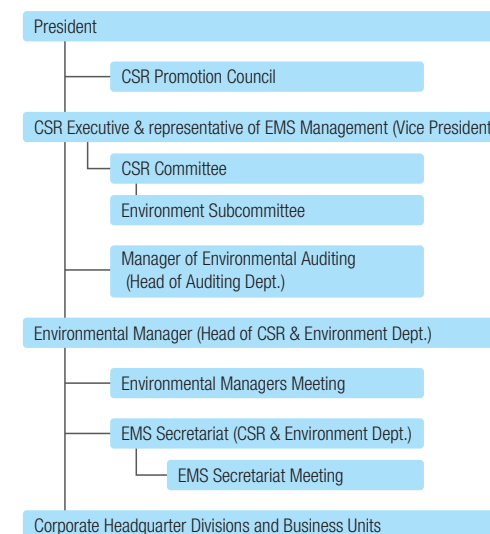 President
CSR Promotion Council
CSR Executive & representative of EMS Management (Vice President
CSR Committee
Environment Subcommittee
Manager of Environmental Auditing
(Head of Auditing Dept.)
Environmental Manager (Head of CSR & Environment Dept.)
Environmental Managers Meeting
EMS Secretariat (CSR & Environment Dept.)
EMS Secretariat Meeting
Corporate Headquarter Divisions and Business Units